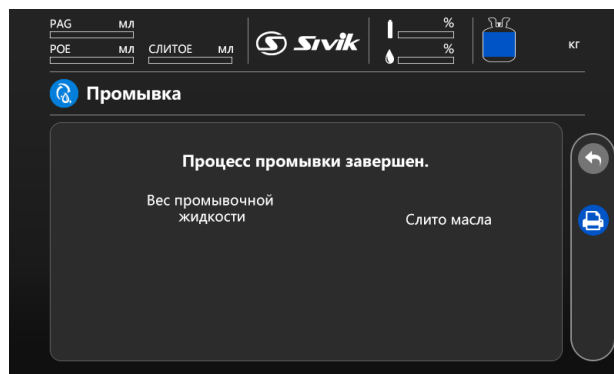 PAG мл
POE мл СЛИТОЕ мл
Sivik
%
%
кг
Промывка
Процесс промывки завершен.
Вес промывочной
жидкости
Слито масла